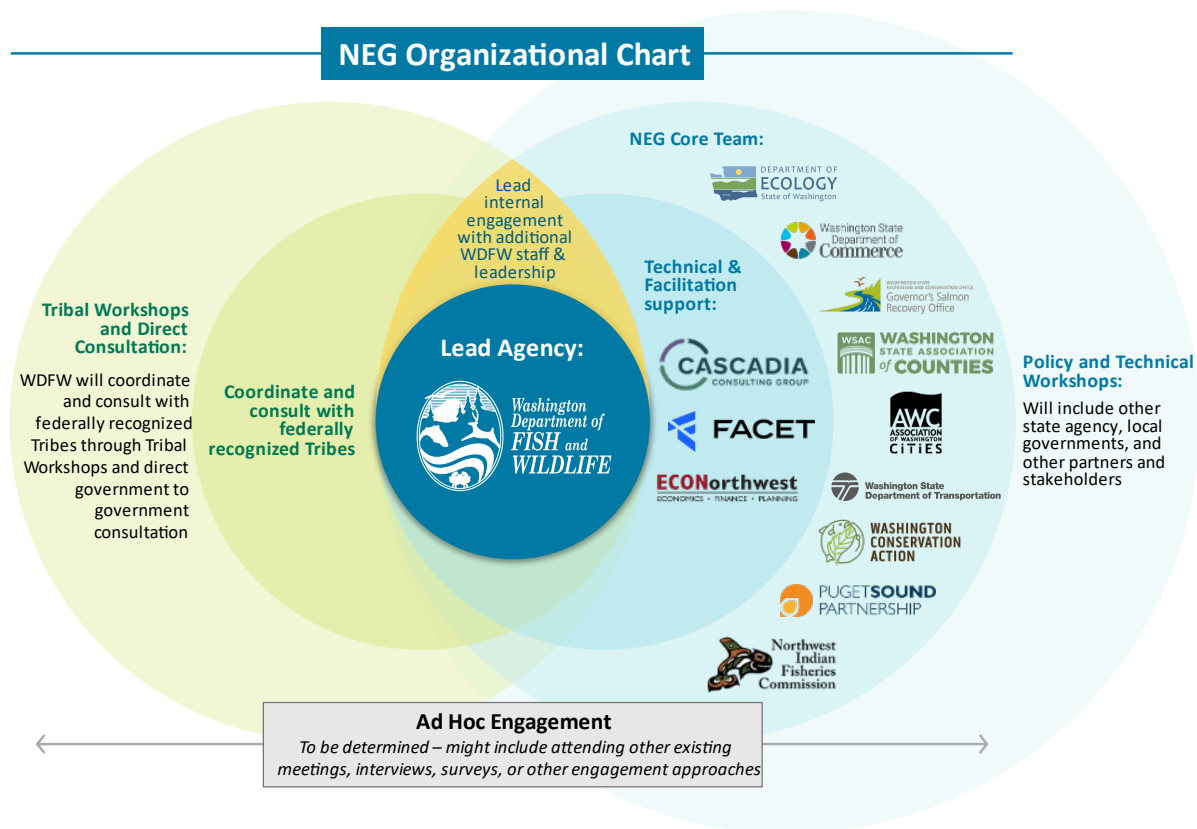 NEG Organizational Chart
NEG Core Team:
DEPARTMENT OF
ECOLOGY
State of Washington
Washington State
Department of
Commerce
WASHINGTON STATE
RECREATION AND CONSERVATION OFFICE
Governor's Salmon
Recovery Office
WSAC
WASHINGTON
STATE ASSOCIATION
of COUNTIES
AWC
ASSOCIATION
OF WASHINGTON
CITIES
Washington State
Department of Transportation
WASHINGTON
CONSERVATION
ACTION
PUGETSOUND
PARTNERSHIP
Northwest
Indian
Fisheries
Commission
Lead
internal
engagement
with additional
WDFW staff &
leadership
Technical &
Facilitation
support:
CASCADIA
CONSULTING GROUP
FACET
ECONorthwest
ECONOMICS • FINANCE • PLANNING
Lead Agency:
Washington
Department of
FISH and
WILDLIFE
Tribal Workshops
and Direct
Consultation:
WDFW will coordinate
and consult with
federally recognized
Tribes through Tribal
Workshops and direct
government to
government
consultation
Coordinate and
consult with
federally
recognized Tribes
Policy and Technical
Workshops:
Will include other
state agency, local
governments, and
other partners and
stakeholders
Ad Hoc Engagement
To be determined – might include attending other existing
meetings, interviews, surveys, or other engagement approaches